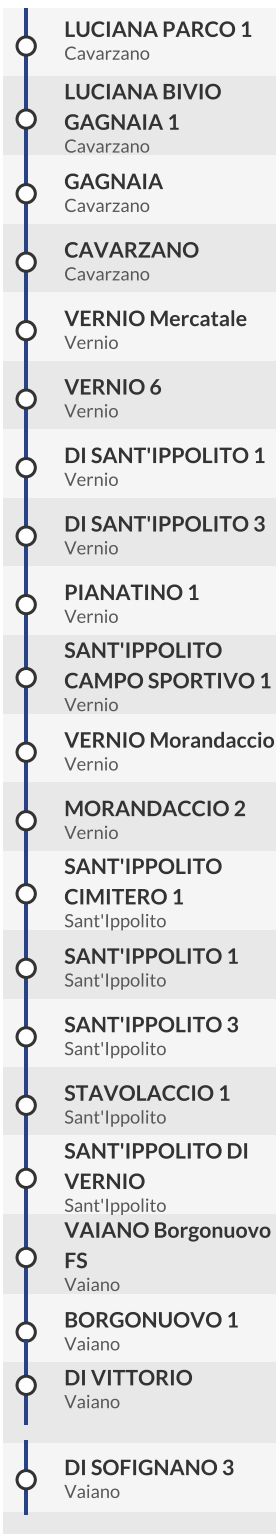 LUCIANA PARCO 1
Cavarzano
LUCIANA BIVIO
GAGNAIA 1
Cavarzano
GAGNAIA
Cavarzano
CAVARZANO
Cavarzano
VERNIO Mercatale
Vernio
VERNIO 6
Vernio
DI SANT'IPPOLITO 1
Vernio
DI SANT'IPPOLITO 3
Vernio
PIANATINO 1
Vernio
SANT'IPPOLITO
CAMPO SPORTIVO 1
Vernio
VERNIO Morandaccio
Vernio
MORANDACCIO 2
Vernio
SANT'IPPOLITO
CIMITERO 1
Sant'Ippolito
SANT'IPPOLITO 1
Sant'Ippolito
SANT'IPPOLITO 3
Sant'Ippolito
STAVOLACCIO 1
Sant'Ippolito
SANT'IPPOLITO DI
VERNIO
Sant'Ippolito
VAIANO Borgonuovo
FS
Vaiano
BORGONUOVO 1
Vaiano
DI VITTORIO
Vaiano
DI SOFIGNANO 3
Vaiano